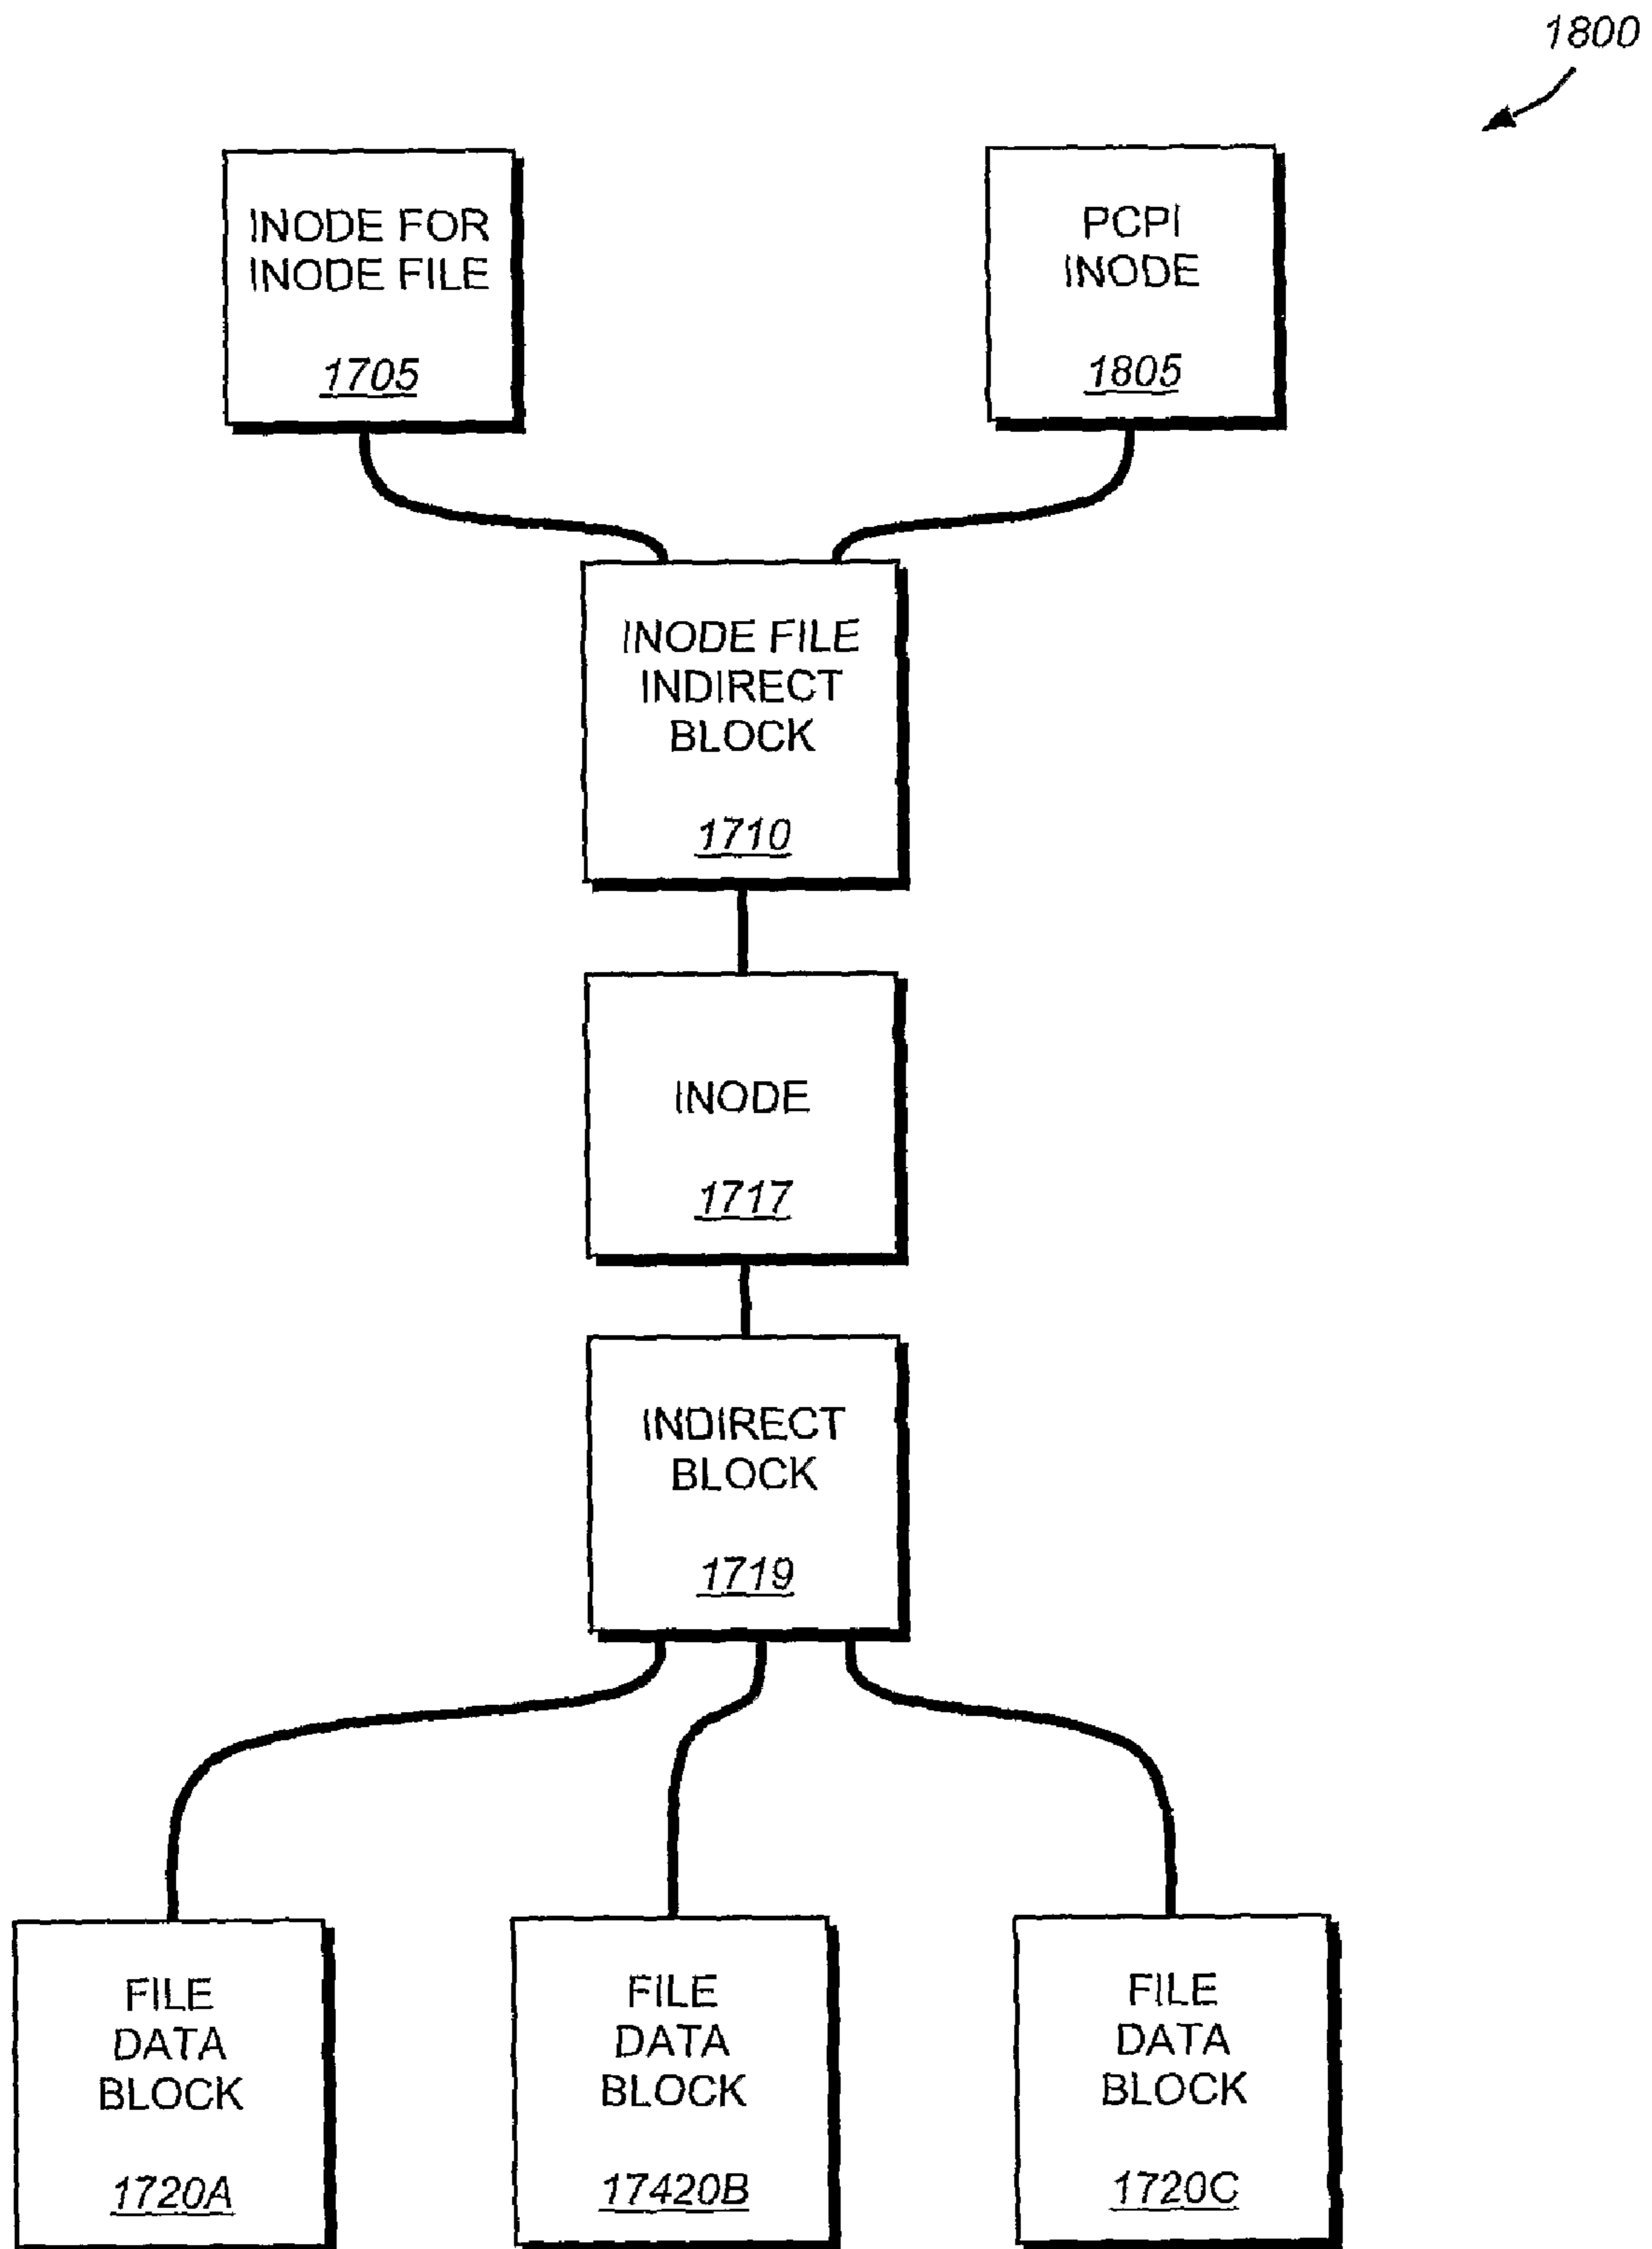 1800
INODE FOR
INODE FILE
1705
PCPI
INODE
1805
INODE FILE
INDIRECT
BLOCK
1710
INODE
1717
INDIRECT
BLOCK
1719
FILE
DATA
BLOCK
1720A
FILE
DATA
BLOCK
17420B
FILE
DATA
BLOCK
1720C